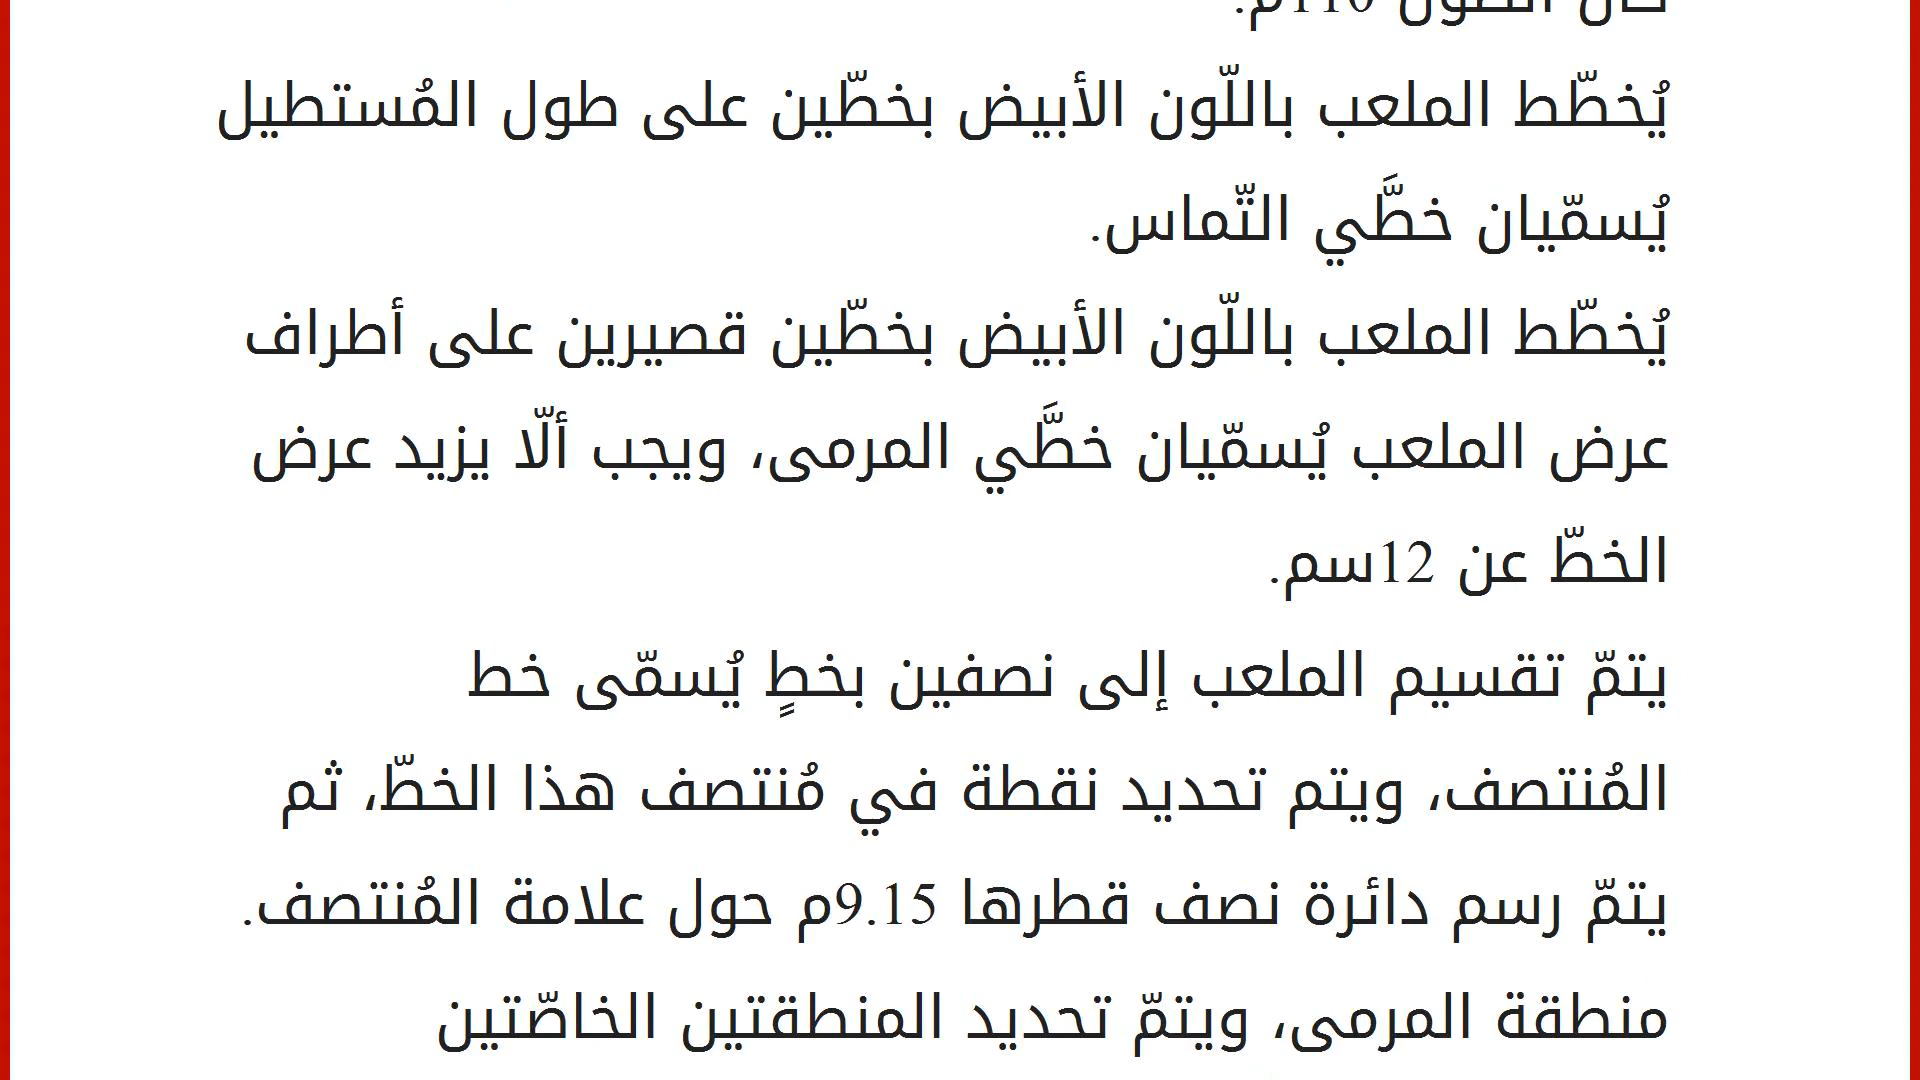 110م.
يُخطّط الملعب باللّون الأبيض بخطّين على طول المُستطيل
يُسمّيان خطَّي التّماس.
يُخطّط الملعب باللّون الأبيض بخطّين قصيرين على أطراف
عرض الملعب يُسمّيان خطَّي المرمى، ويجب ألّا يزيد عرض
الخطّ عن 12سم.
يتمّ تقسيم الملعب إلى نصفين بخطٍ يُسمّى خط
المُنتصف، ويتم تحديد نقطة في مُنتصف هذا الخطّ، ثم
يتمّ رسم دائرة نصف قطرها 9.15م حول علامة المُنتصف.
منطقة المرمى، ويتمّ تحديد المنطقتين الخاصّتين